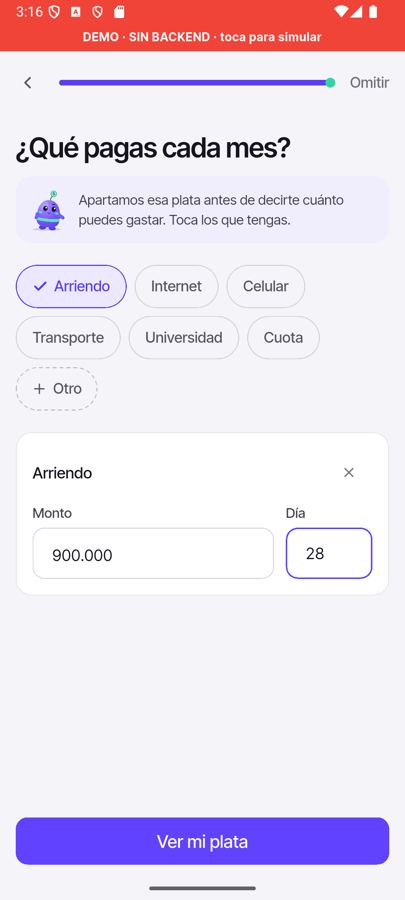 3:16
DEMO · SIN BACKEND · toca para simular
Omitir
¿Qué pagas cada mes?
Apartamos esa plata antes de decirte cuánto
puedes gastar. Toca los que tengas.
Arriendo
Internet
Celular
Transporte
Universidad
Cuota
+ Otro
Arriendo
Monto
Día
900.000
28
Ver mi plata